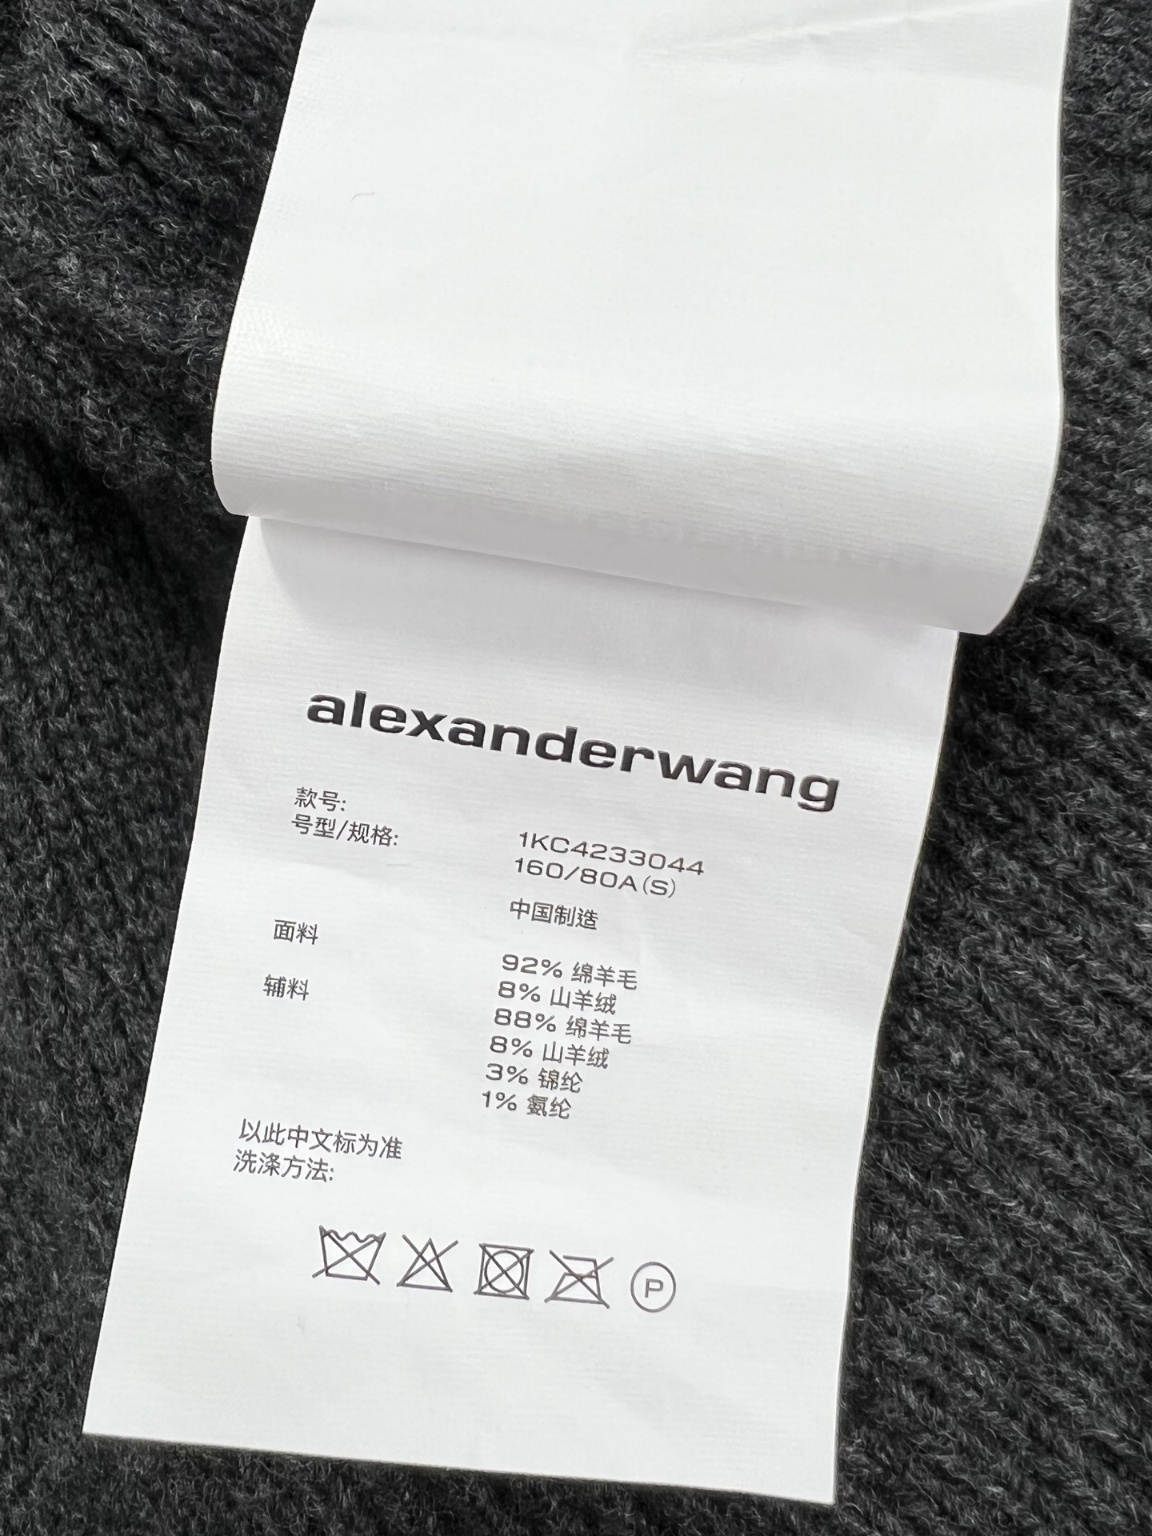 alexanderwang
款号:
号型/规格:
1KC4233044
160/80A(S)
中国制造
面料
92% 绵羊毛
8% 山羊绒
辅料
88% 绵羊毛
8% 山羊绒
3% 锦纶
1% 氨纶
以此中文标为准
洗涤方法:
P